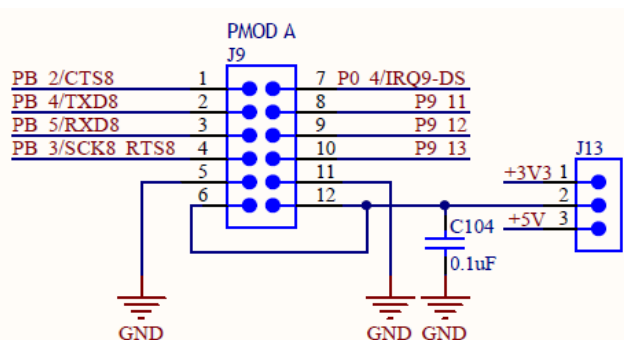 PMOD A
J9
PB 2/CTS8 1 7 P0 4/IRQ9-DS
PB 4/TXD8 2 8 P9 11
PB 5/RXD8 3 9 P9 12
PB 3/SCK8 RTS8 4 10 P9 13
5 11
6 12
J13
+3V3 1
2
+5V 3
C104
0.1uF
GND GND GND